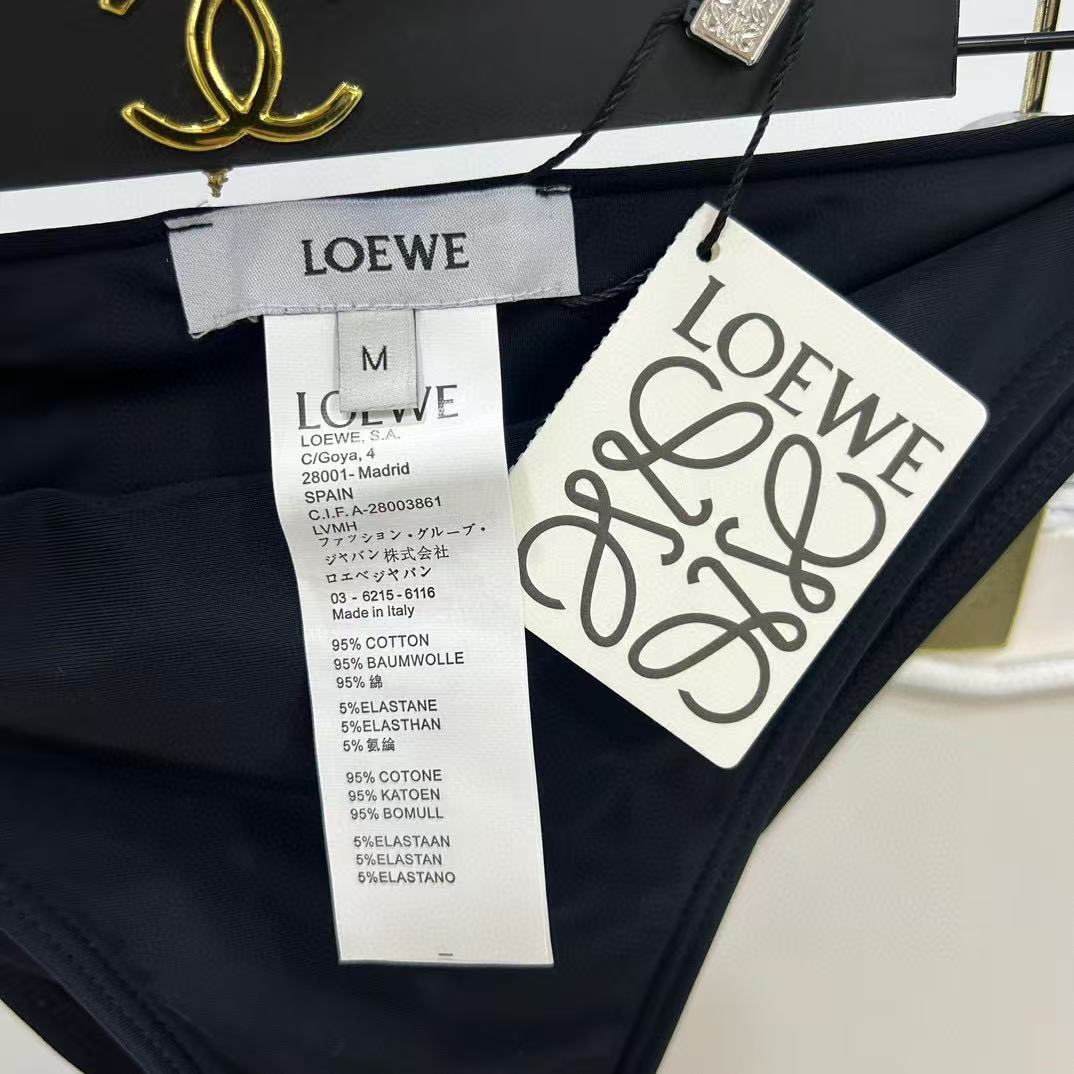 LOEWE
M
LOEWE
LOEWE, S.A.
C/Goya, 4
28001- Madrid
SPAIN
C.I.F. A-28003861
LVMH
ファッション・グループ・
ジャバン株式会社
ロエベジャバン
03 - 6215 - 6116
Made in Italy
95% COTTON
95% BAUMWOLLE
95% 綿
5%ELASTANE
5%ELASTHAN
5% 氨綸
95% COTONE
95% KATOEN
95% BOMULL
5%ELASTAAN
5%ELASTAN
5%ELASTANO
LOEWE